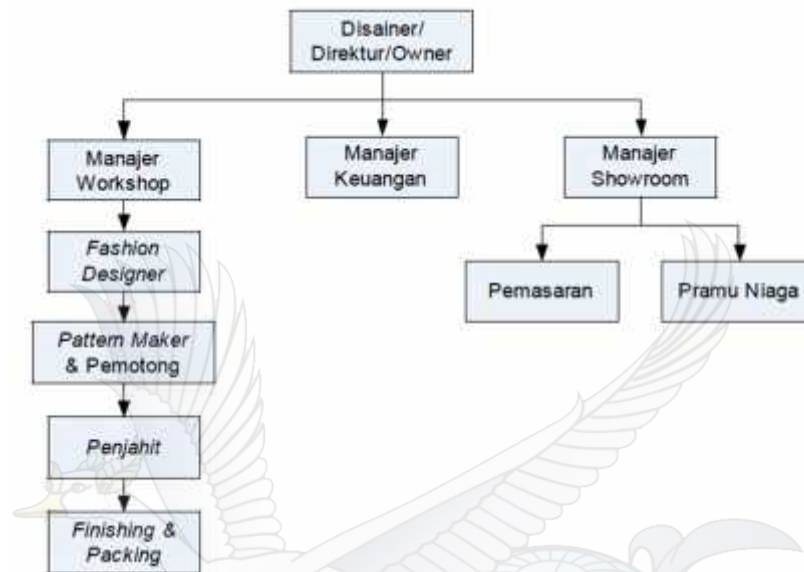 Disainer/
Direktur/Owner
Manajer
Workshop
Manajer
Keuangan
Manajer
Showroom
Fashion
Designer
Pemasaran
Pramu Niaga
Pattern Maker
& Pemotong
Penjahit
Finishing &
Packing